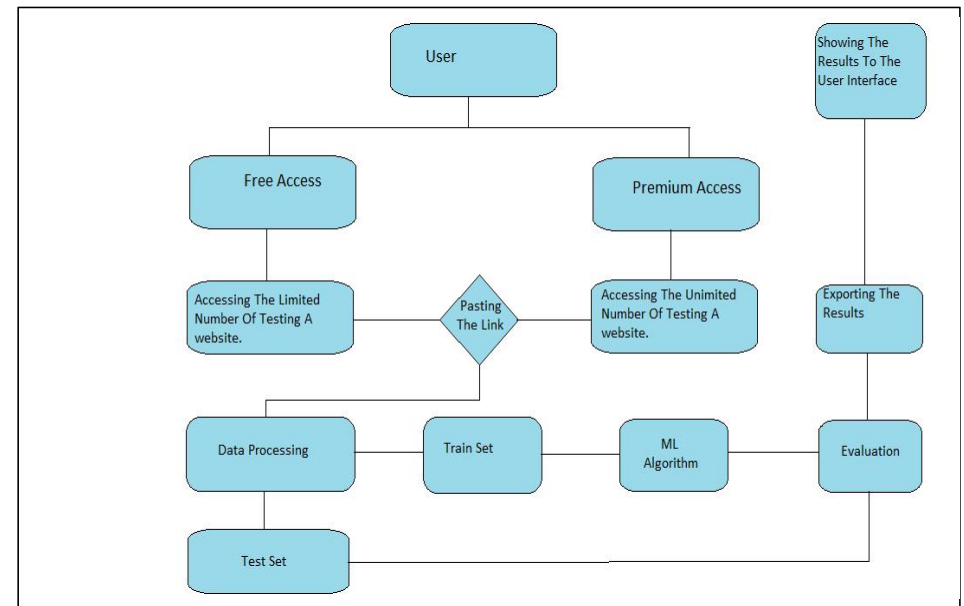 User
Showing The
Results To The
User Interface
Free Access
Premium Access
Accessing The Limited
Number Of Testing A
website.
Pasting
The Link
Accessing The Unimited
Number Of Testing A
website.
Exporting The
Results
Data Processing
Train Set
ML
Algorithm
Evaluation
Test Set